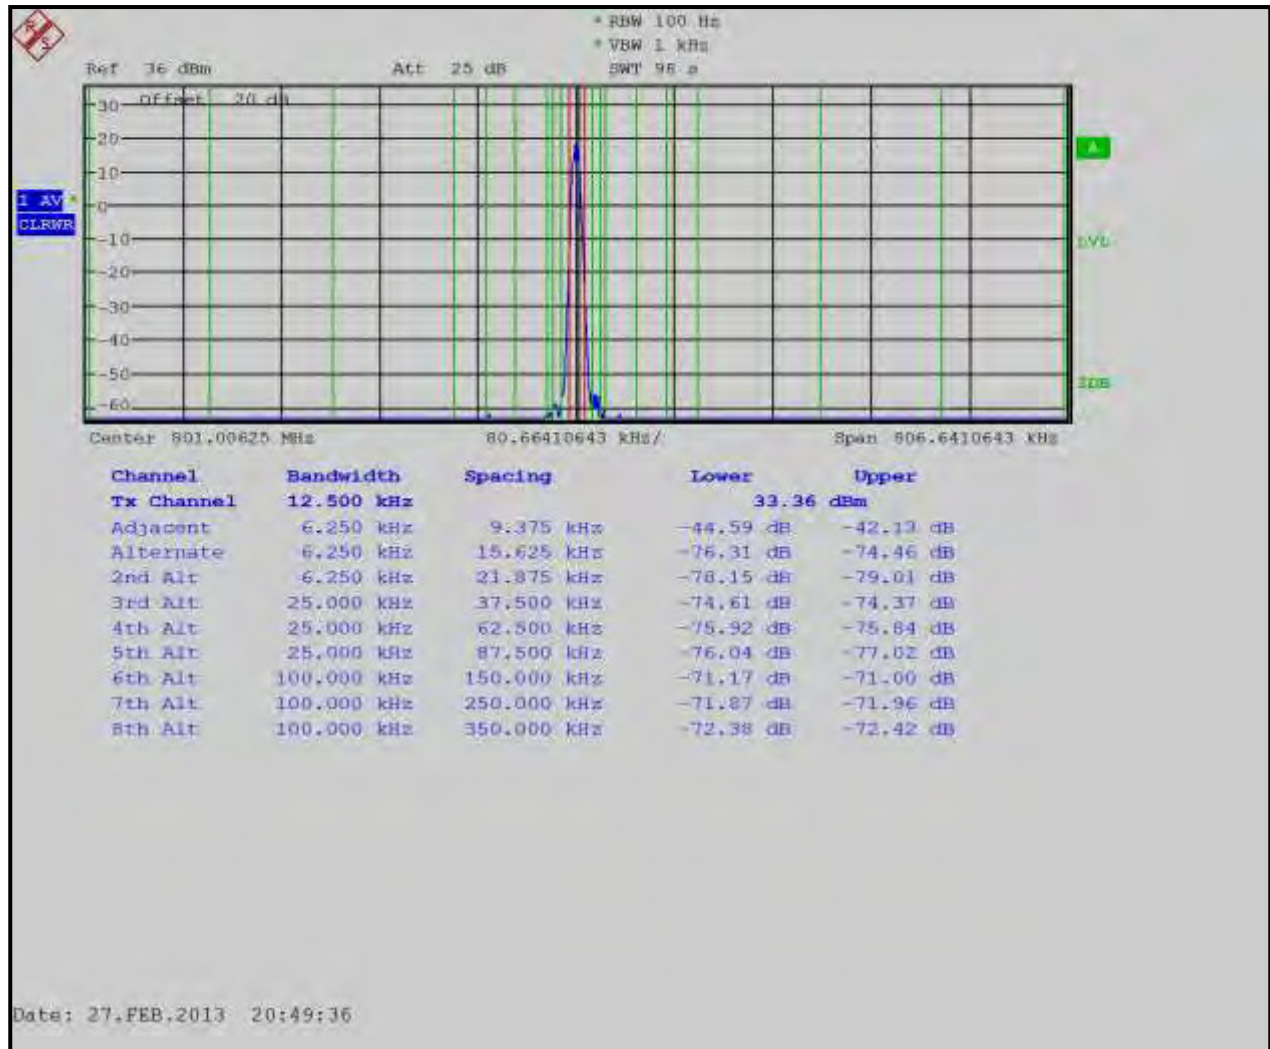 R S
* RBW 100 Hz
* VBW 1 kHz
Ref 36 dBm Att 25 dB SWT 98 s
30 Offset 20 dB
20
A
10
1 AV *
0
CLRWR
-10
LVL
-20
-30
-40
-50
3DB
-60
Center 801.00625 MHz 80.66410643 kHz/ Span 806.6410643 kHz
Channel Bandwidth Spacing Lower Upper
Tx Channel 12.500 kHz 33.36 dBm
Adjacent 6.250 kHz 9.375 kHz -44.59 dB -42.13 dB
Alternate 6.250 kHz 15.625 kHz -76.31 dB -74.46 dB
2nd Alt 6.250 kHz 21.875 kHz -78.15 dB -79.01 dB
3rd Alt 25.000 kHz 37.500 kHz -74.61 dB -74.37 dB
4th Alt 25.000 kHz 62.500 kHz -75.92 dB -75.84 dB
5th Alt 25.000 kHz 87.500 kHz -76.04 dB -77.02 dB
6th Alt 100.000 kHz 150.000 kHz -71.17 dB -71.00 dB
7th Alt 100.000 kHz 250.000 kHz -71.87 dB -71.96 dB
8th Alt 100.000 kHz 350.000 kHz -72.38 dB -72.42 dB
Date: 27.FEB.2013 20:49:36